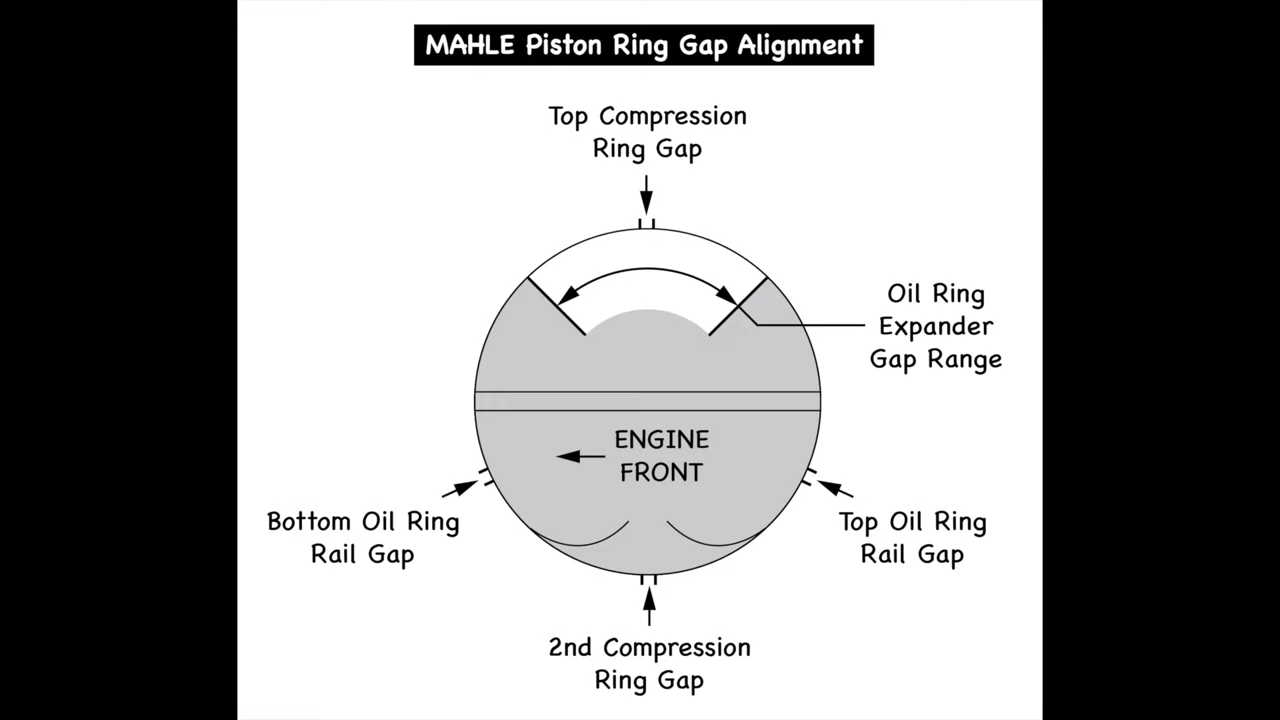 MAHLE Piston Ring Gap Alignment
Top Compression
Ring Gap
Oil Ring
Expander
Gap Range
ENGINE
FRONT
Bottom Oil Ring
Rail Gap
Top Oil Ring
Rail Gap
2nd Compression
Ring Gap